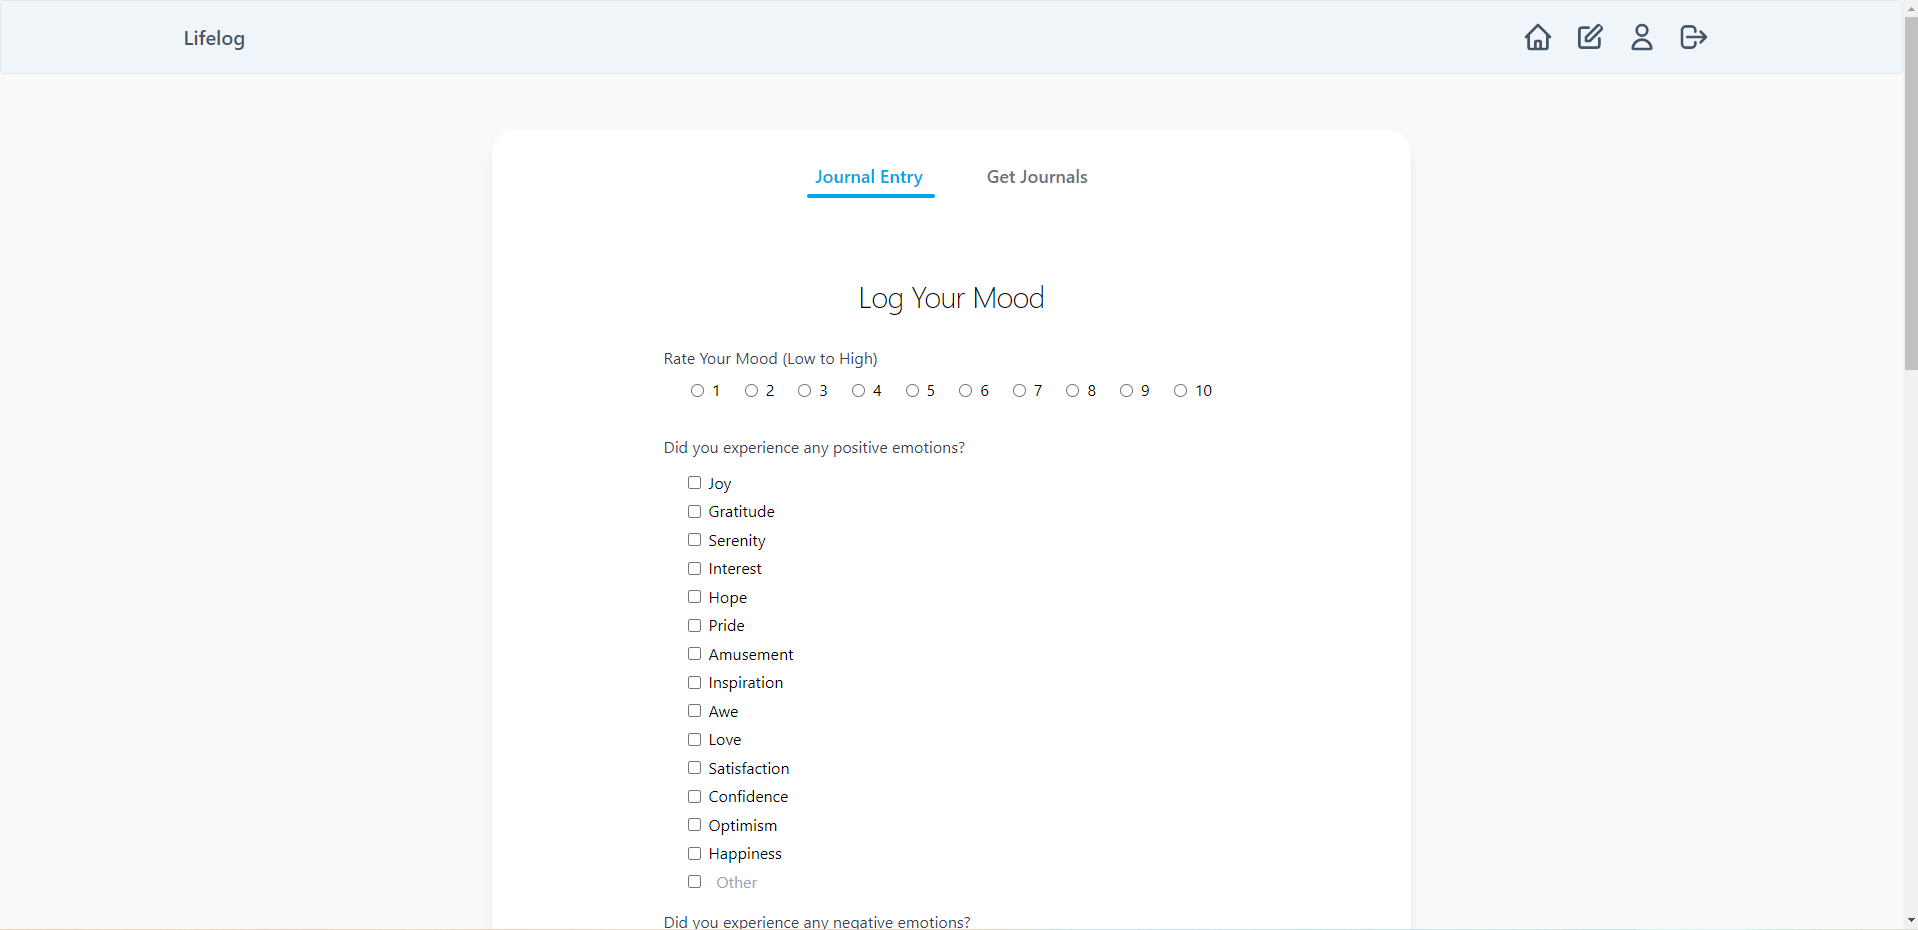 Lifelog
Journal Entry Get Journals
Log Your Mood
Rate Your Mood (Low to High)
1 2 3 4 5 6 7 8 9 10
Did you experience any positive emotions?
Joy
Gratitude
Serenity
Interest
Hope
Pride
Amusement
Inspiration
Awe
Love
Satisfaction
Confidence
Optimism
Happiness
Other
Did you experience any negative emotions?